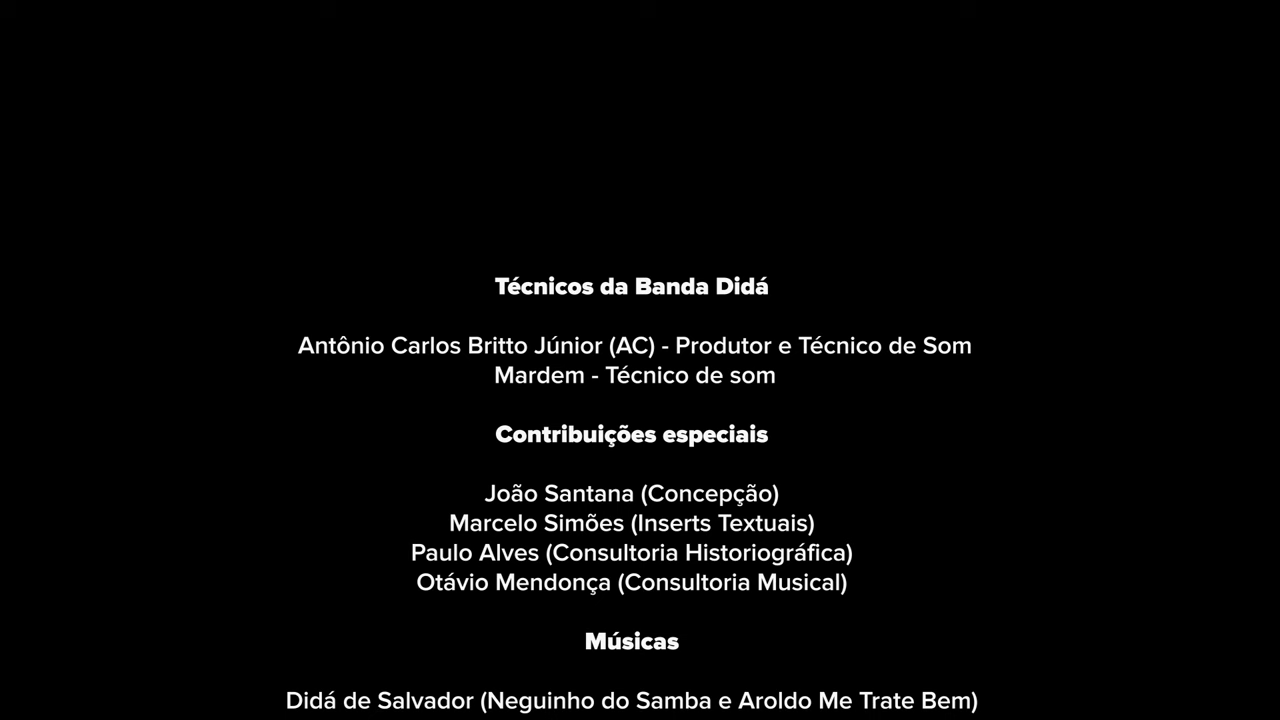 Técnicos da Banda Didá
Antônio Carlos Britto Júnior (AC) - Produtor e Técnico de Som
Mardem - Técnico de som
Contribuições especiais
João Santana (Concepção)
Marcelo Simões (Inserts Textuais)
Paulo Alves (Consultoria Historiográfica)
Otávio Mendonça (Consultoria Musical)
Músicas
Didá de Salvador (Neguinho do Samba e Aroldo Me Trate Bem)